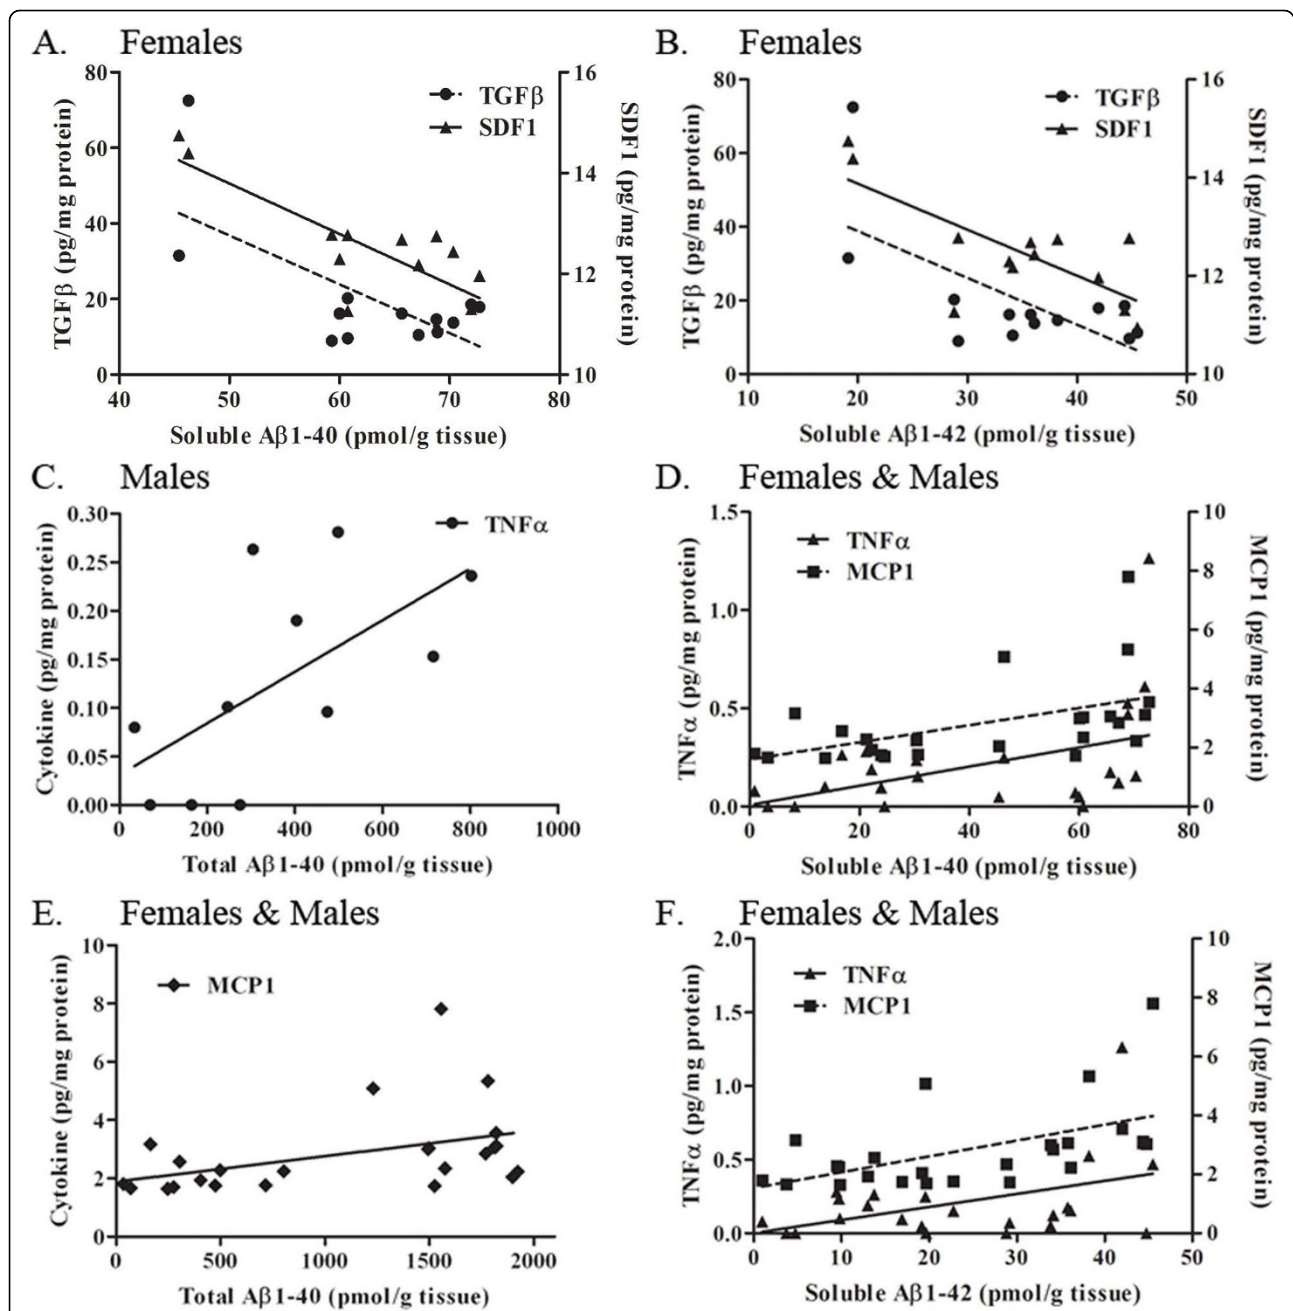 A. Females
TGFβ (pg/mg protein)
80
60
40
20
0
TGFβ
SDF1
16
14
12
10
SDF1 (pg/mg protein)
40 50 60 70 80
Soluble Aβ1-40 (pmol/g tissue)
B. Females
TGFβ (pg/mg protein)
80
60
40
20
0
TGFβ
SDF1
16
14
12
10
SDF1 (pg/mg protein)
10 20 30 40 50
Soluble Aβ1-42 (pmol/g tissue)
C. Males
Cytokine (pg/mg protein)
0.30
0.25
0.20
0.15
0.10
0.05
0.00
TNFα
0 200 400 600 800 1000
Total Aβ1-40 (pmol/g tissue)
D. Females & Males
TNFα (pg/mg protein)
1.5
1.0
0.5
0.0
TNFα
MCP1
10
8
6
4
2
0
MCP1 (pg/mg protein)
0 20 40 60 80
Soluble Aβ1-40 (pmol/g tissue)
E. Females & Males
Cytokine (pg/mg protein)
10
8
6
4
2
0
MCP1
0 500 1000 1500 2000
Total Aβ1-40 (pmol/g tissue)
F. Females & Males
TNFα (pg/mg protein)
2.0
1.5
1.0
0.5
0.0
TNFα
MCP1
10
8
6
4
2
0
MCP1 (pg/mg protein)
0 10 20 30 40 50
Soluble Aβ1-42 (pmol/g tissue)